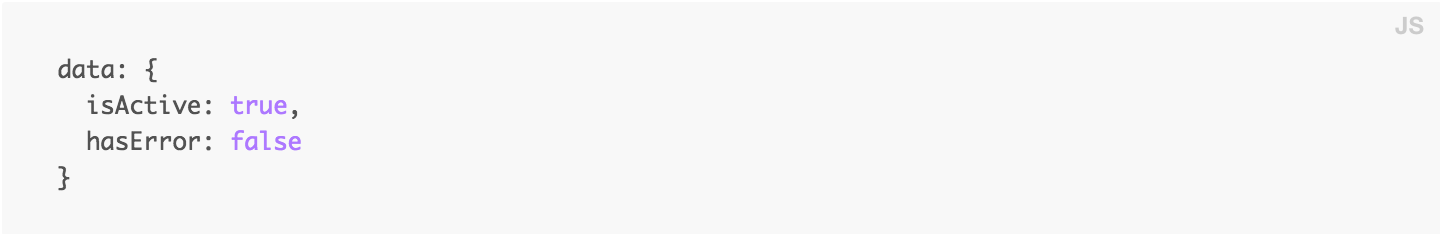 JS
data: {
  isActive: true,
  hasError: false
}